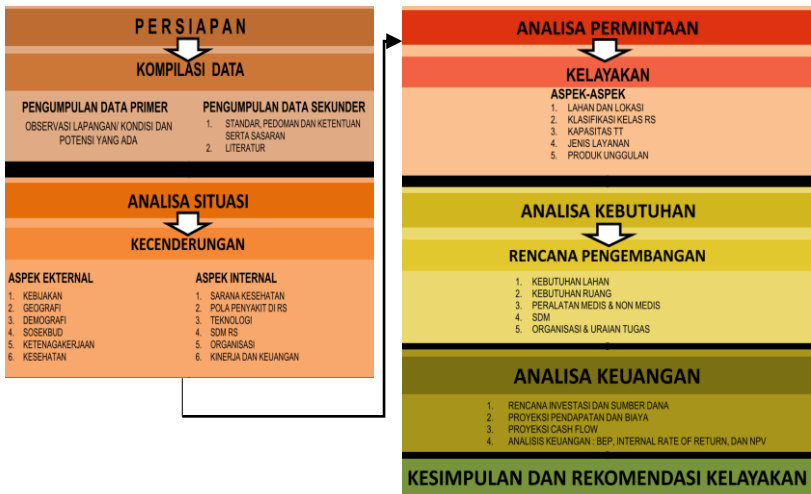 PERSIAPAN
KOMPILASI DATA
PENGUMPULAN DATA PRIMER
OBSERVASI LAPANGAN/ KONDISI DAN
POTENSI YANG ADA
PENGUMPULAN DATA SEKUNDER
1. STANDAR, PEDOMAN DAN KETENTUAN
SERTA SASARAN
2. LITERATUR
ANALISA SITUASI
KECENDERUNGAN
ASPEK EKTERNAL
1. KEBIJAKAN
2. GEOGRAFI
3. DEMOGRAFI
4. SOSEKBUD
5. KETENAGAKERJAAN
6. KESEHATAN
ASPEK INTERNAL
1. SARANA KESEHATAN
2. POLA PENYAKIT DI RS
3. TEKNOLOGI
4. SDM RS
5. ORGANISASI
6. KINERJA DAN KEUANGAN
ANALISA PERMINTAAN
KELAYAKAN
ASPEK-ASPEK
1. LAHAN DAN LOKASI
2. KLASIFIKASI KELAS RS
3. KAPASITAS TT
4. JENIS LAYANAN
5. PRODUK UNGGULAN
ANALISA KEBUTUHAN
RENCANA PENGEMBANGAN
1. KEBUTUHAN LAHAN
2. KEBUTUHAN RUANG
3. PERALATAN MEDIS & NON MEDIS
4. SDM
5. ORGANISASI & URAIAN TUGAS
ANALISA KEUANGAN
1. RENCANA INVESTASI DAN SUMBER DANA
2. PROYEKSI PENDAPATAN DAN BIAYA
3. PROYEKSI CASH FLOW
4. ANALISIS KEUANGAN : BEP, INTERNAL RATE OF RETURN, DAN NPV
KESIMPULAN DAN REKOMENDASI KELAYAKAN